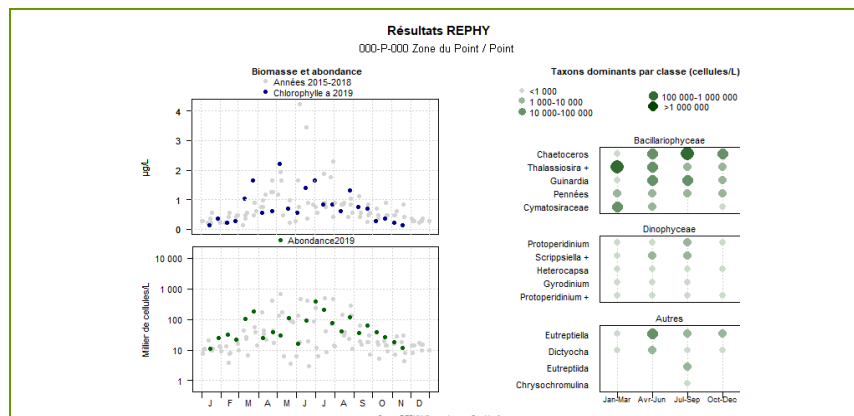 Résultats REPHY
000-P-000 Zone du Point / Point
Biomasse et abondance
Années 2015-2018
Chlorophylle a 2019
µg/L
4
3
2
1
0
Abondance2019
Millier de cellules/L
10 000
1 000
100
10
1
J F M A M J J A S O N D
Taxons dominants par classe (cellules/L)
<1 000
1 000-10 000
10 000-100 000
100 000-1 000 000
>1 000 000
Bacillariophyceae
Chaetoceros
Thalassiosira +
Guinardia
Pennées
Cymatosiraceae
Dinophyceae
Protoperidinium
Scrippsiella +
Heterocapsa
Gyrodinium
Protoperidinium +
Autres
Eutreptiella
Dictyocha
Eutreptiida
Chrysochromulina
Jan-Mar Avr-Jun Jul-Sep Oct-Dec